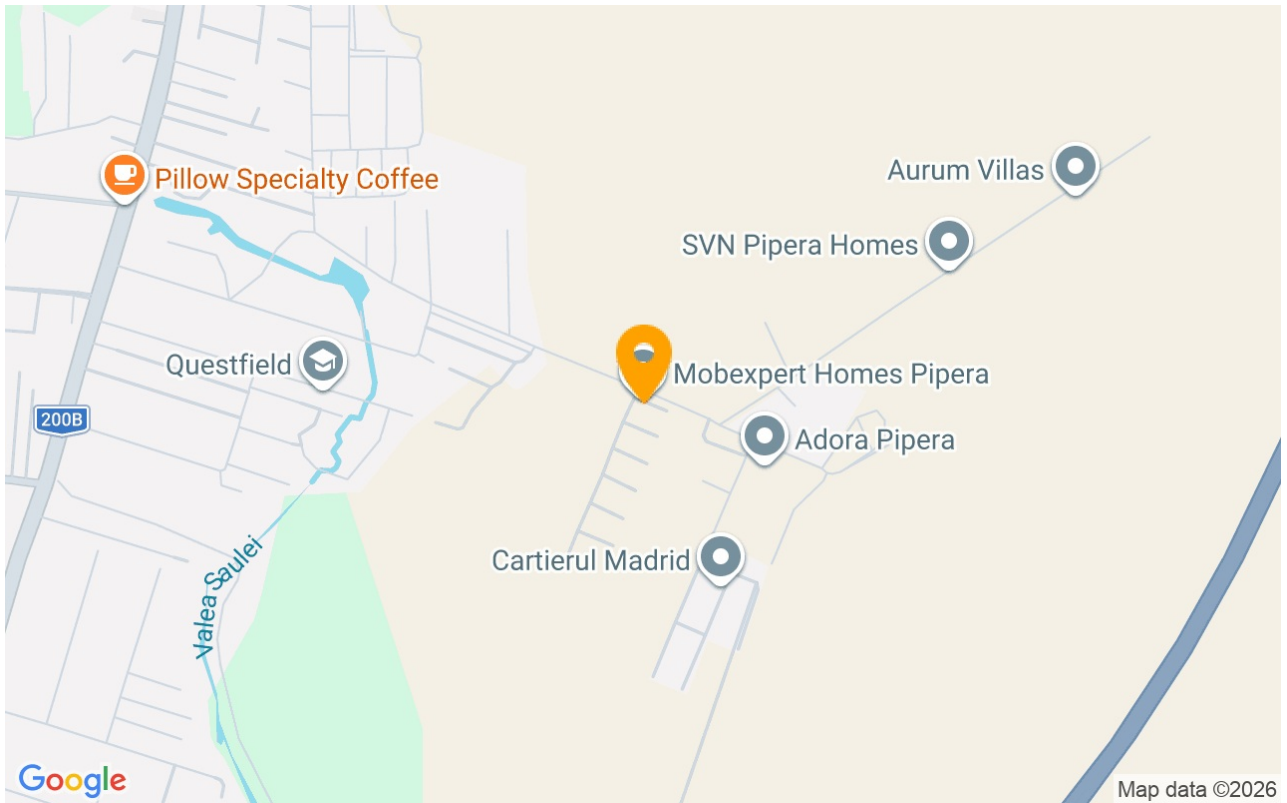 Aurum Villas
Pillow Specialty Coffee
SVN Pipera Homes
Questfield
Mobexpert Homes Pipera
200B
Adora Pipera
Cartierul Madrid
Valea Saulei
Google
Map data ©2026